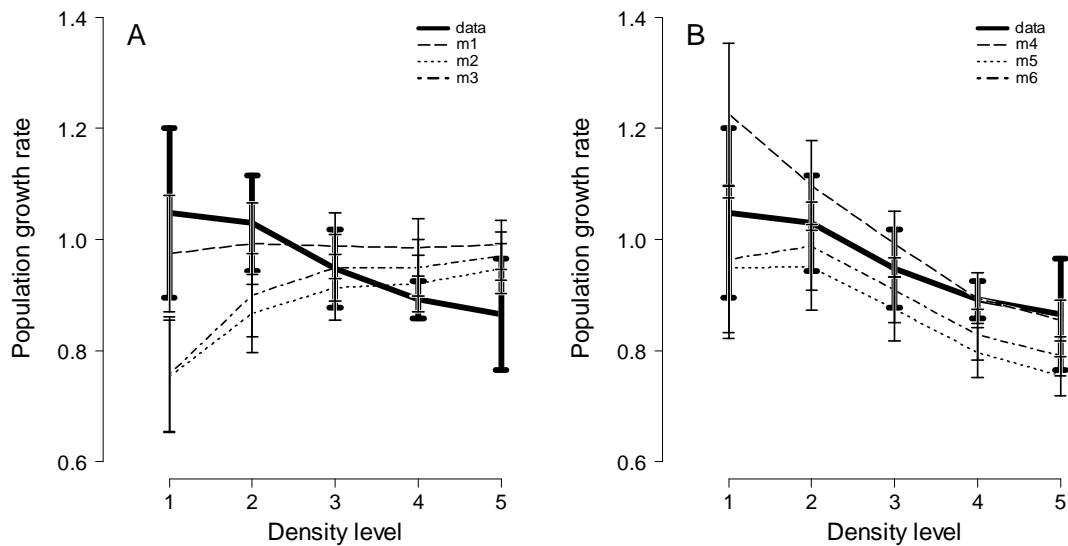 A
data
m1
m2
m3
1.4
1.2
1.0
0.8
0.6
Population growth rate
1 2 3 4 5
Density level
B
data
m4
m5
m6
1.4
1.2
1.0
0.8
0.6
Population growth rate
1 2 3 4 5
Density level